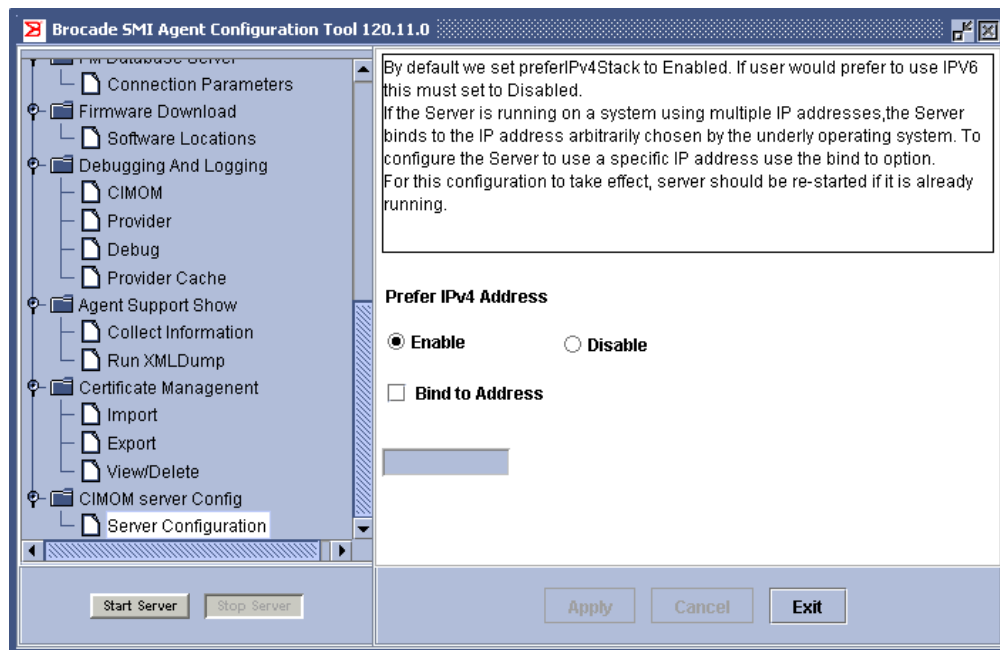 Brocade SMI Agent Configuration Tool 120.11.0
FM Database Server
Connection Parameters
Firmware Download
Software Locations
Debugging And Logging
CIMOM
Provider
Debug
Provider Cache
Agent Support Show
Collect Information
Run XMLDump
Certificate Managenent
Import
Export
View/Delete
CIMOM server Config
Server Configuration
Start Server
Stop Server
By default we set preferIPv4Stack to Enabled. If user would prefer to use IPV6
this must set to Disabled.
If the Server is running on a system using multiple IP addresses,the Server
binds to the IP address arbitrarily chosen by the underly operating system. To
configure the Server to use a specific IP address use the bind to option.
For this configuration to take effect, server should be re-started if it is already
running.
Prefer IPv4 Address
Enable
Disable
Bind to Address
Apply
Cancel
Exit